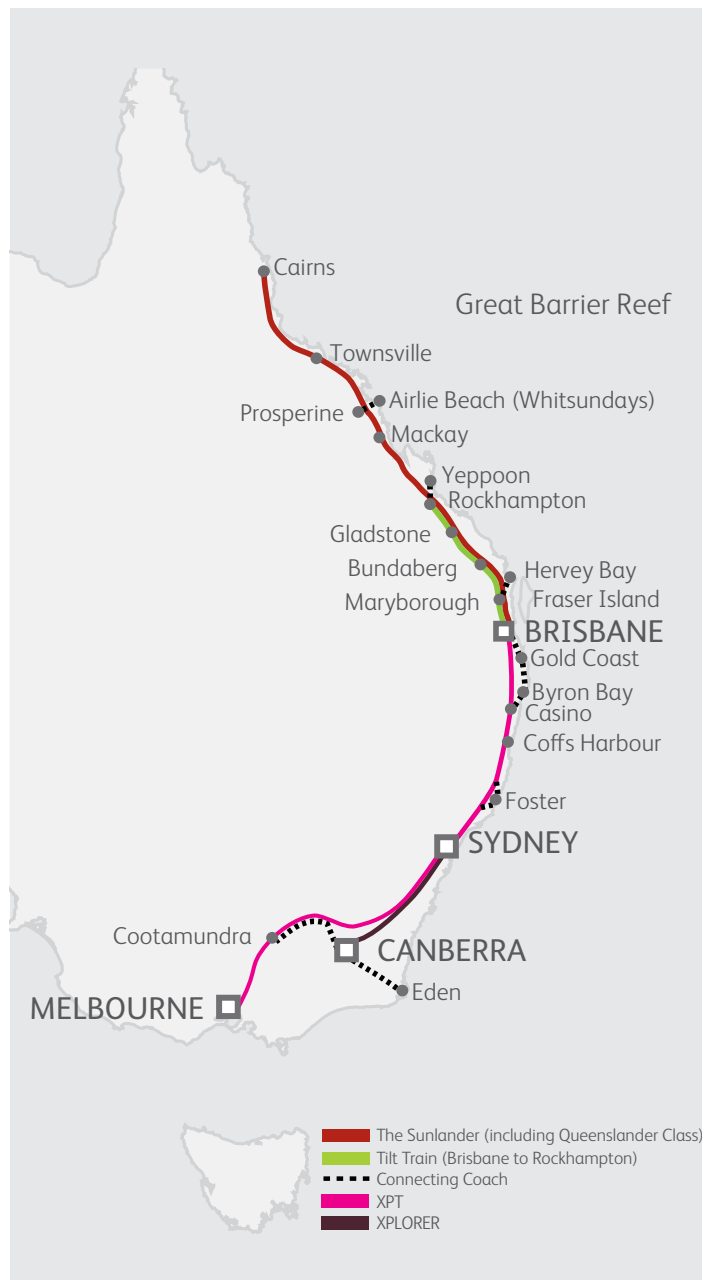 Cairns
Great Barrier Reef
Townsville
Airlie Beach (Whitsundays)
Prosperine
Mackay
Yeppoon
Rockhampton
Gladstone
Bundaberg
Hervey Bay
Maryborough
Fraser Island
BRISBANE
Gold Coast
Byron Bay
Casino
Coffs Harbour
Foster
SYDNEY
Cootamundra
CANBERRA
Eden
MELBOURNE
The Sunlander (including Queenslander Class)
Tilt Train (Brisbane to Rockhampton)
Connecting Coach
XPT
XPLORER